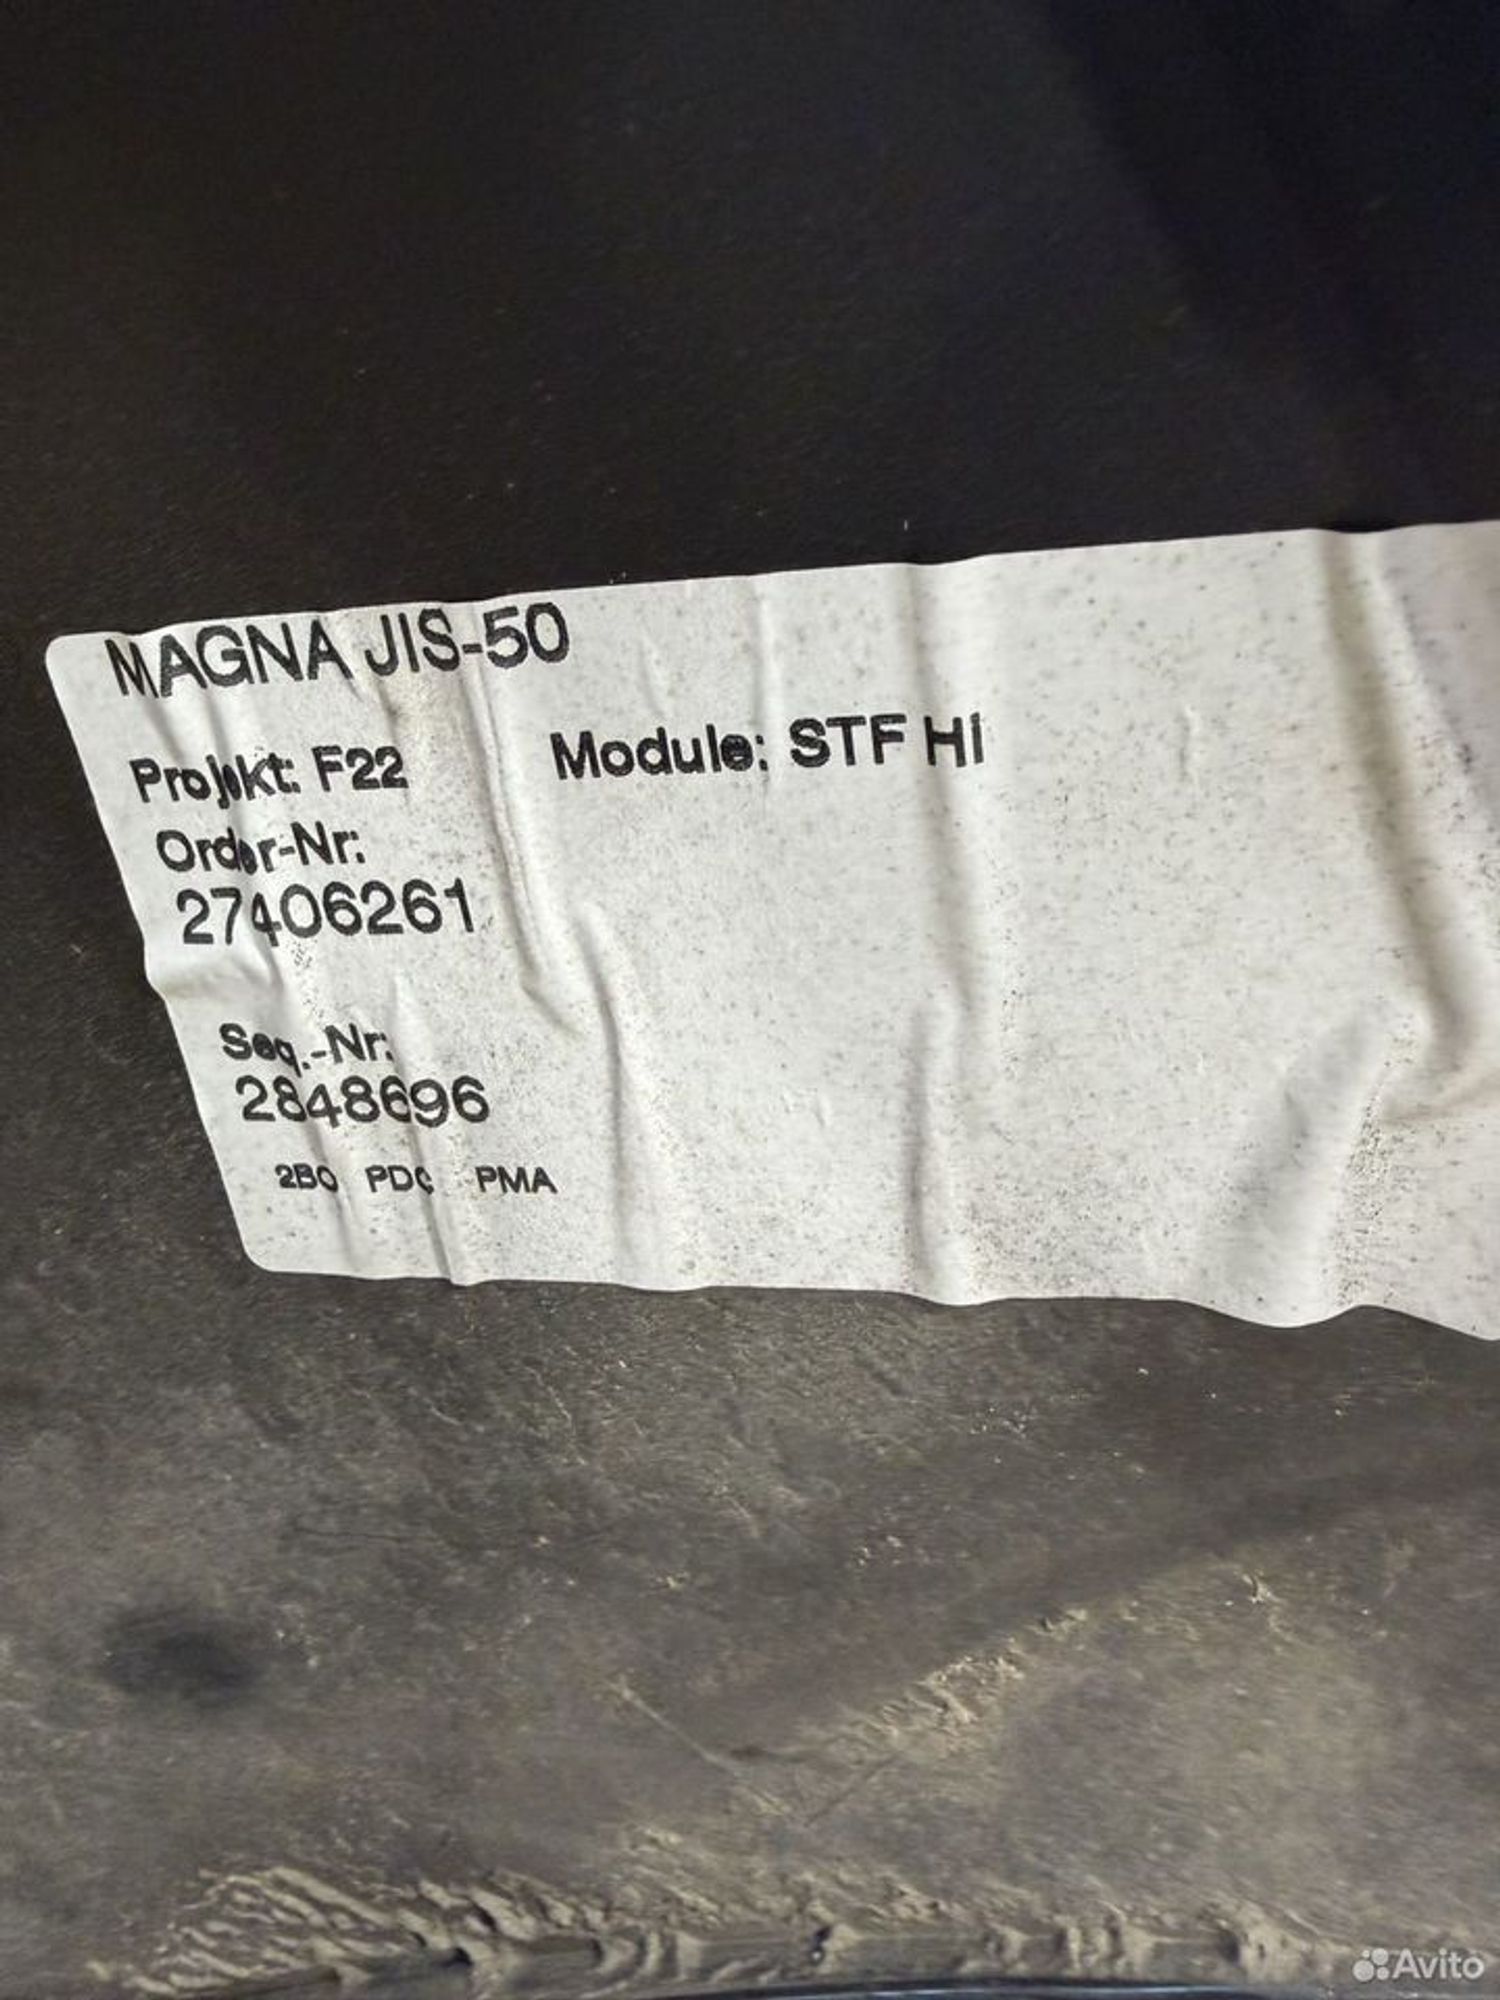 MAGNA JIS-50
Projekt: F22 Module: STF HI
Order-Nr:
27406261
Seq.-Nr:
2848696
2BO PDC PMA
Avito